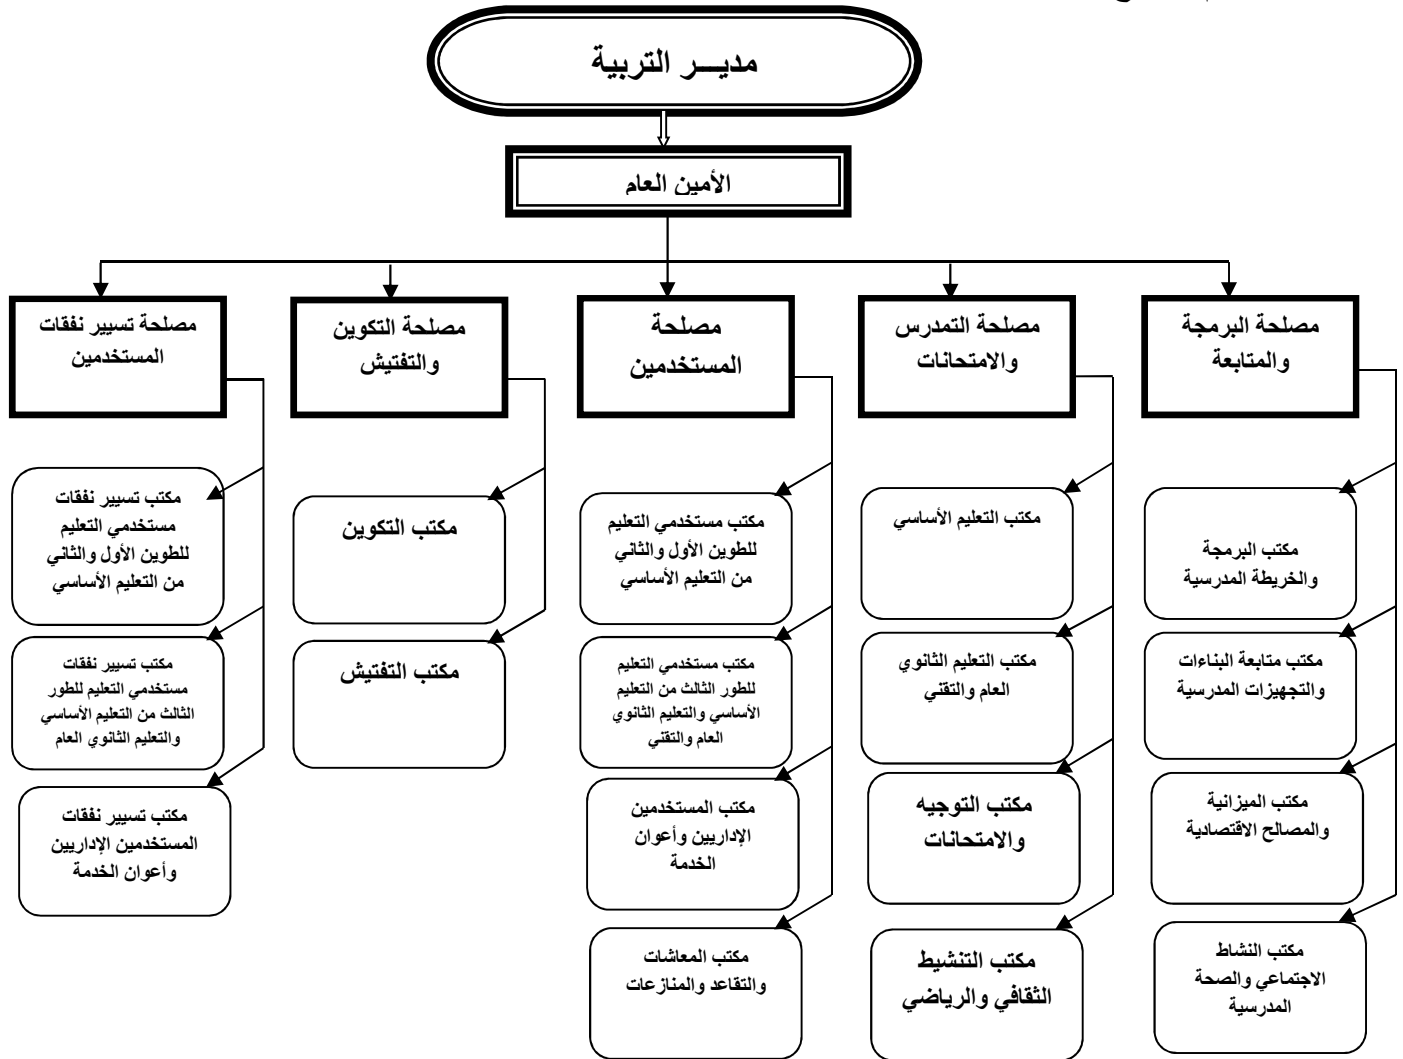 مديـــر التربية
الأمين العام
مصلحة البرمجة
والمتابعة
مصلحة التمدرس
والامتحانات
مصلحة
المستخدمين
مصلحة التكوين
والتفتيش
مصلحة تسيير نفقات
المستخدمين
مكتب البرمجة
والخريطة المدرسية
مكتب متابعة البناءات
والتجهيزات المدرسية
مكتب الميزانية
والمصالح الاقتصادية
مكتب النشاط
الاجتماعي والصحة
المدرسية
مكتب التعليم الأساسي
مكتب التعليم الثانوي
العام والتقني
مكتب التوجيه
والامتحانات
مكتب التنشيط
الثقافي والرياضي
مكتب مستخدمي التعليم
للطوين الأول والثاني
من التعليم الأساسي
مكتب مستخدمي التعليم
للطور الثالث من التعليم
الأساسي والتعليم الثانوي
العام والتقني
مكتب المستخدمين
الإداريين وأعوان
الخدمة
مكتب المعاشات
والتقاعد والمنازعات
مكتب التكوين
مكتب التفتيش
مكتب تسيير نفقات
مستخدمي التعليم
للطوين الأول والثاني
من التعليم الأساسي
مكتب تسيير نفقات
مستخدمي التعليم للطور
الثالث من التعليم الأساسي
والتعليم الثانوي العام
مكتب تسيير نفقات
المستخدمين الإداريين
وأعوان الخدمة